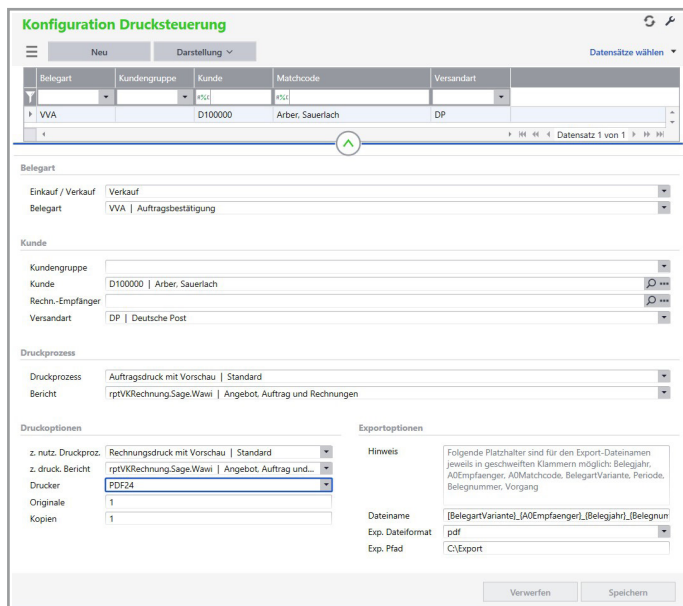 Konfiguration Drucksteuerung
Neu Darstellung Datensätze wählen
Belegart Kundengruppe Kunde Matchcode Versandart
VVA D100000 Arber, Sauerlach DP
Datensatz 1 von 1
Belegart
Einkauf / Verkauf Verkauf
Belegart VVA | Auftragsbestätigung
Kunde
Kundengruppe
Kunde D100000 | Arber, Sauerlach
Rechn.-Empfänger
Versandart DP | Deutsche Post
Druckprozess
Druckprozess Auftragsdruck mit Vorschau | Standard
Bericht rptVKRechnung.Sage.Wawi | Angebot, Auftrag und Rechnungen
Druckoptionen
z. nutz. Druckproz. Rechnungsdruck mit Vorschau | Standard
z. druck. Bericht rptVKRechnung.Sage.Wawi | Angebot, Auftrag und...
Drucker PDF24
Originale 1
Kopien 1
Exportoptionen
Hinweis Folgende Platzhalter sind für den Export-Dateinamen
jeweils in geschweiften Klammern möglich: Belegjahr,
A0Empfaenger, A0Matchcode, BelegartVariante, Periode,
Belegnummer, Vorgang
Dateiname {BelegartVariante}_{A0Empfaenger}_{Belegjahr}_{Belegnum
Exp. Dateiformat pdf
Exp. Pfad C:\Export
Verwerfen Speichern